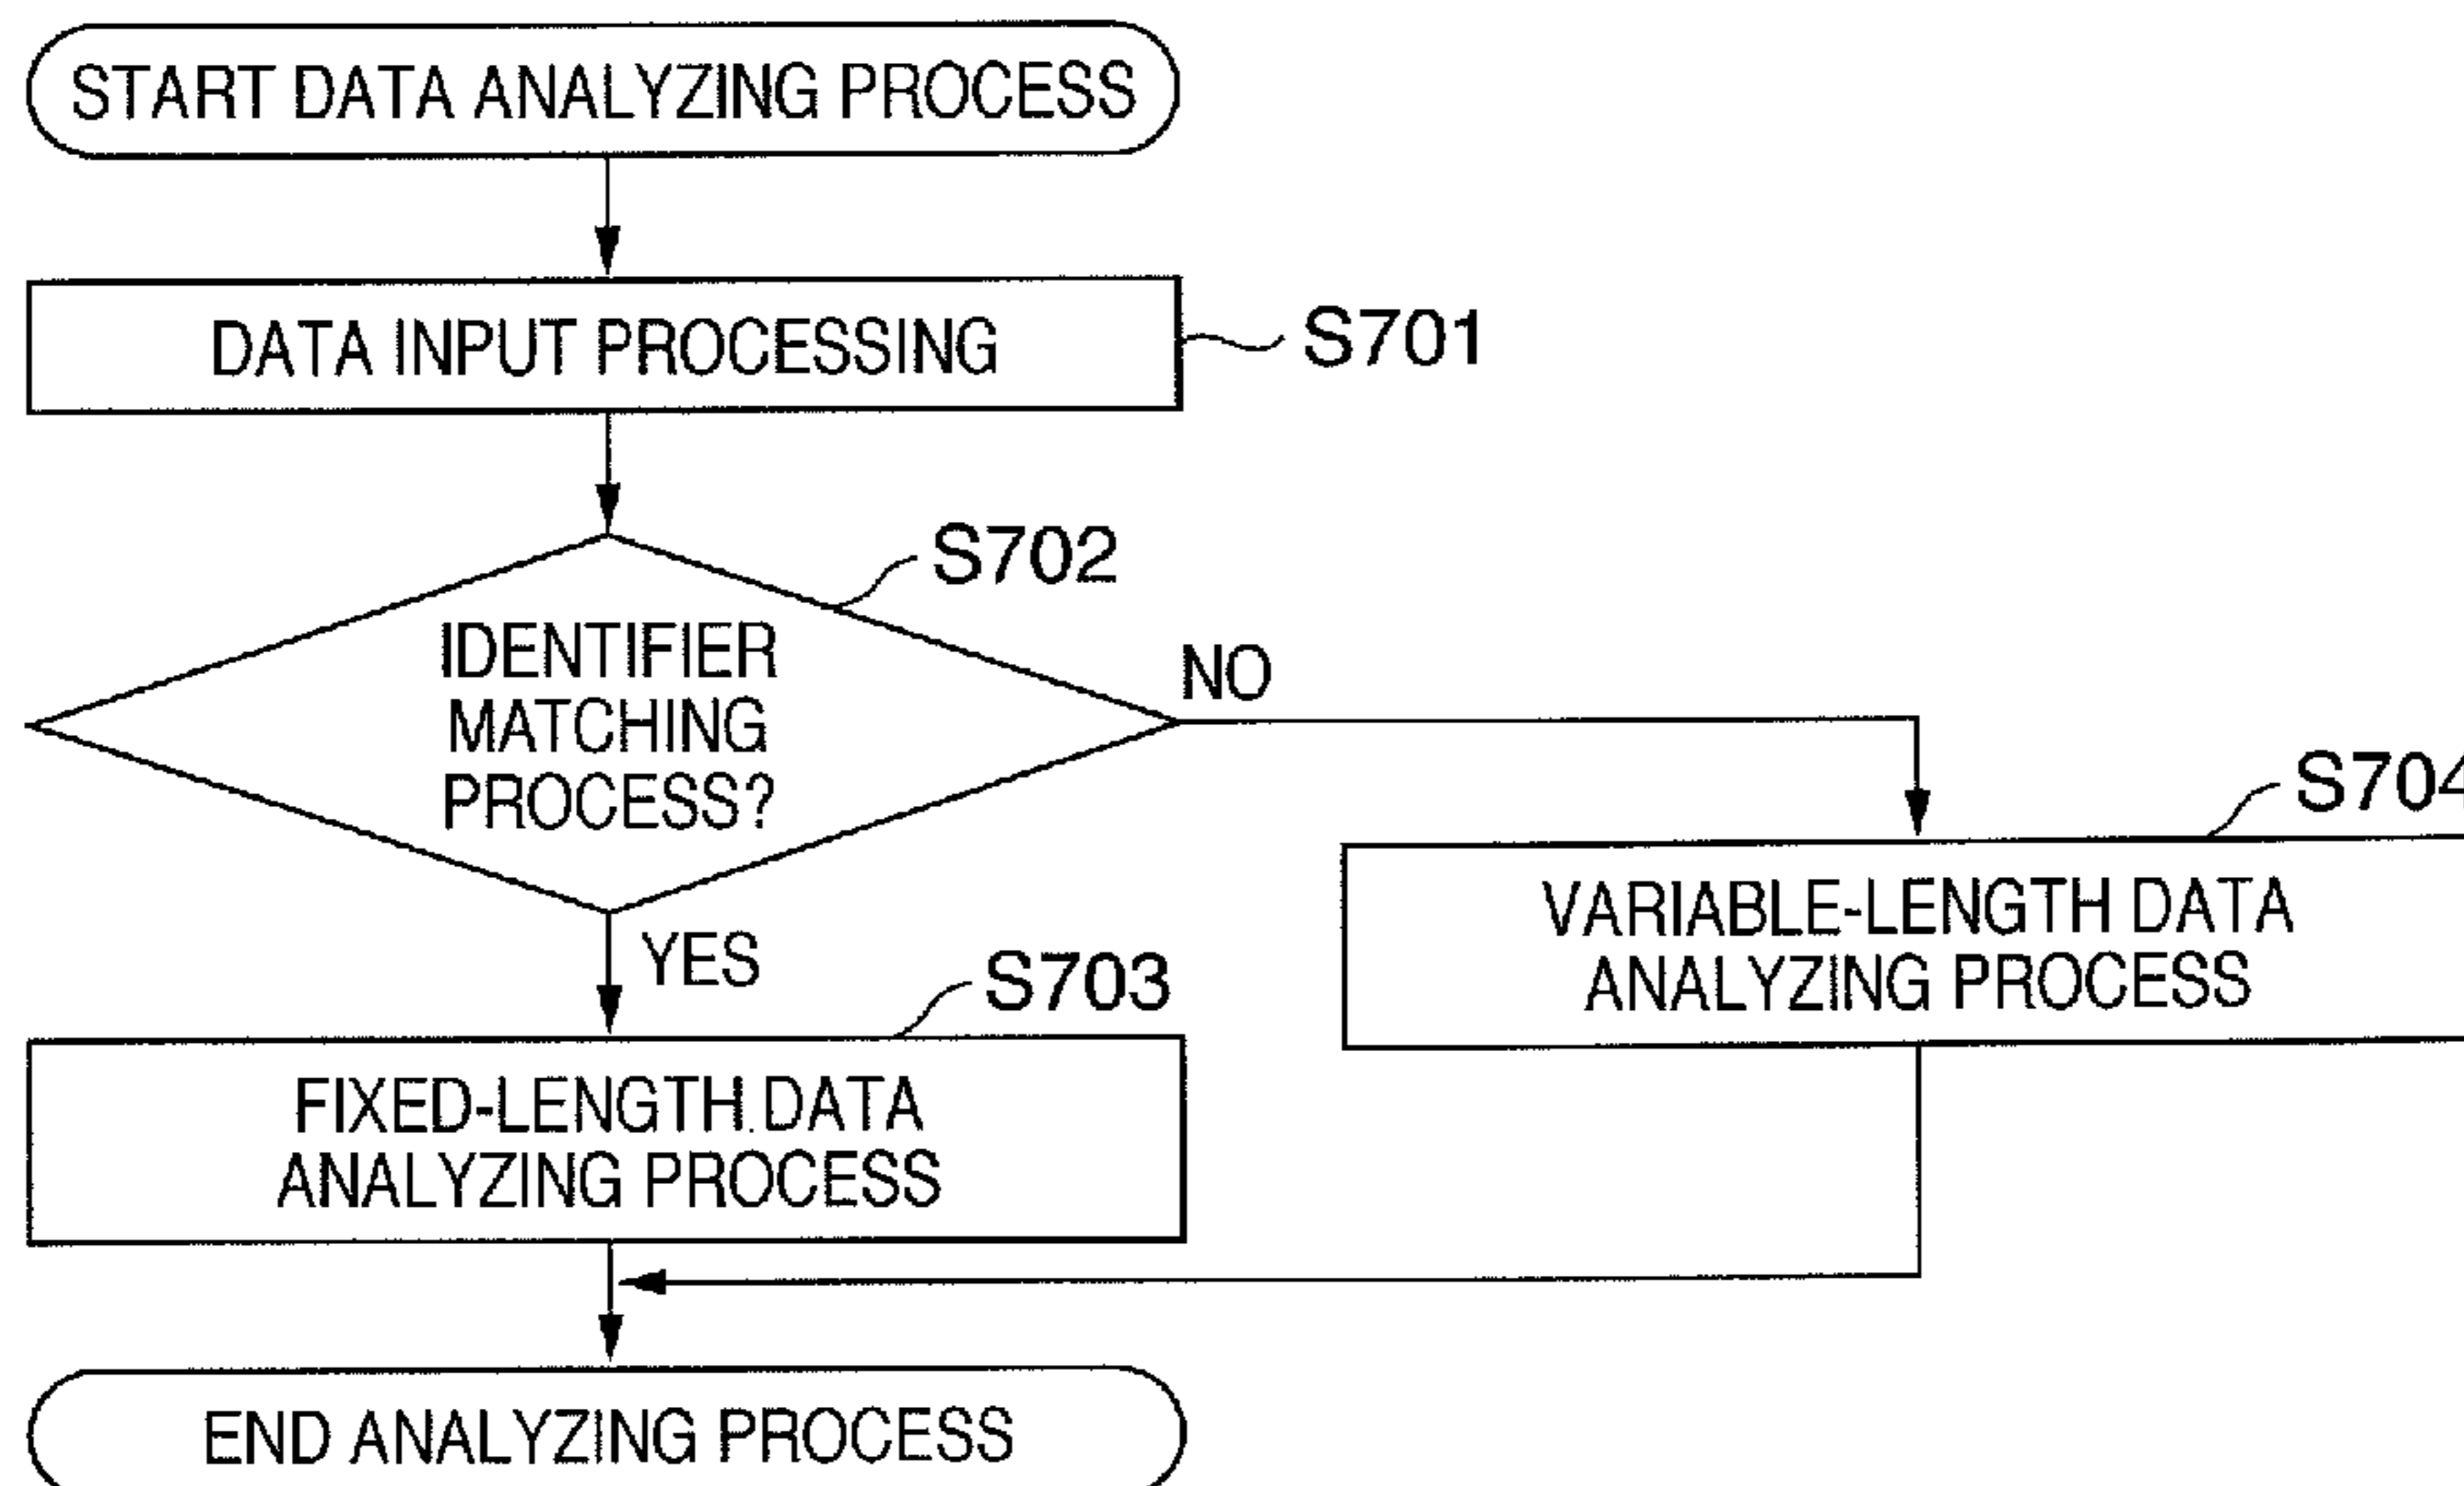 START DATA ANALYZING PROCESS
DATA INPUT PROCESSING
S701
S702
IDENTIFIER
MATCHING
PROCESS?
NO
S704
VARIABLE-LENGTH DATA
ANALYZING PROCESS
YES
S703
FIXED-LENGTH DATA
ANALYZING PROCESS
END ANALYZING PROCESS